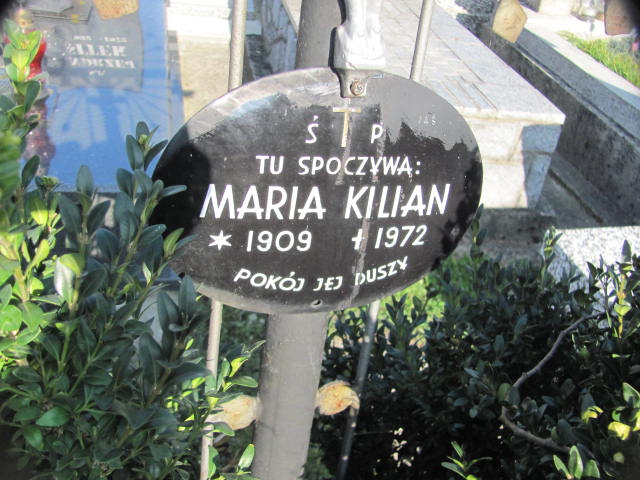 Ś P
TU SPOCZYWA:
MARIA KILIAN
* 1909 † 1972
POKÓJ JEJ DUSZY